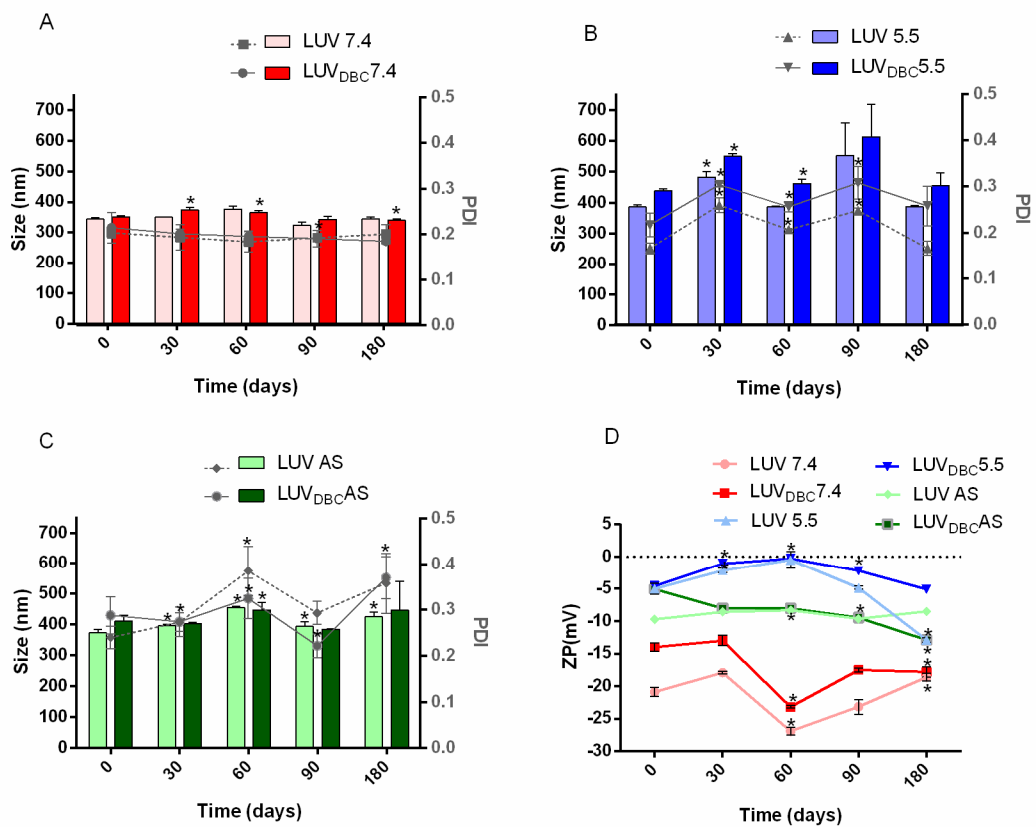 A
LUV 7.4
LUV_DBC7.4
Size (nm)
700
600
500
400
300
200
100
0
0.5
0.4
0.3
0.2
0.1
0.0
PDI
* * * *
0 30 60 90 180
Time (days)
B
LUV 5.5
LUV_DBC5.5
Size (nm)
700
600
500
400
300
200
100
0
0.5
0.4
0.3
0.2
0.1
0.0
PDI
* * * * * * * * *
0 30 60 90 180
Time (days)
C
LUV AS
LUV_DBCAS
Size (nm)
700
600
500
400
300
200
100
0
0.5
0.4
0.3
0.2
0.1
0.0
PDI
* * * * * * * * * *
0 30 60 90 180
Time (days)
D
LUV 7.4
LUV_DBC7.4
LUV 5.5
LUV_DBC5.5
LUV AS
LUV_DBCAS
ZP(mV)
5
0
-5
-10
-15
-20
-25
-30
* * * * * * * * * * *
0 30 60 90 180
Time (days)